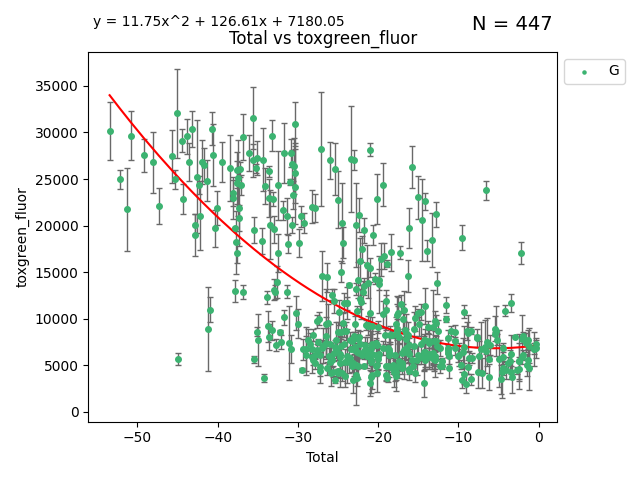 y = 11.75x^2 + 126.61x + 7180.05
N = 447
Total vs toxgreen_fluor
G
toxgreen_fluor
35000
30000
25000
20000
15000
10000
5000
0
−50
−40
−30
−20
−10
0
Total